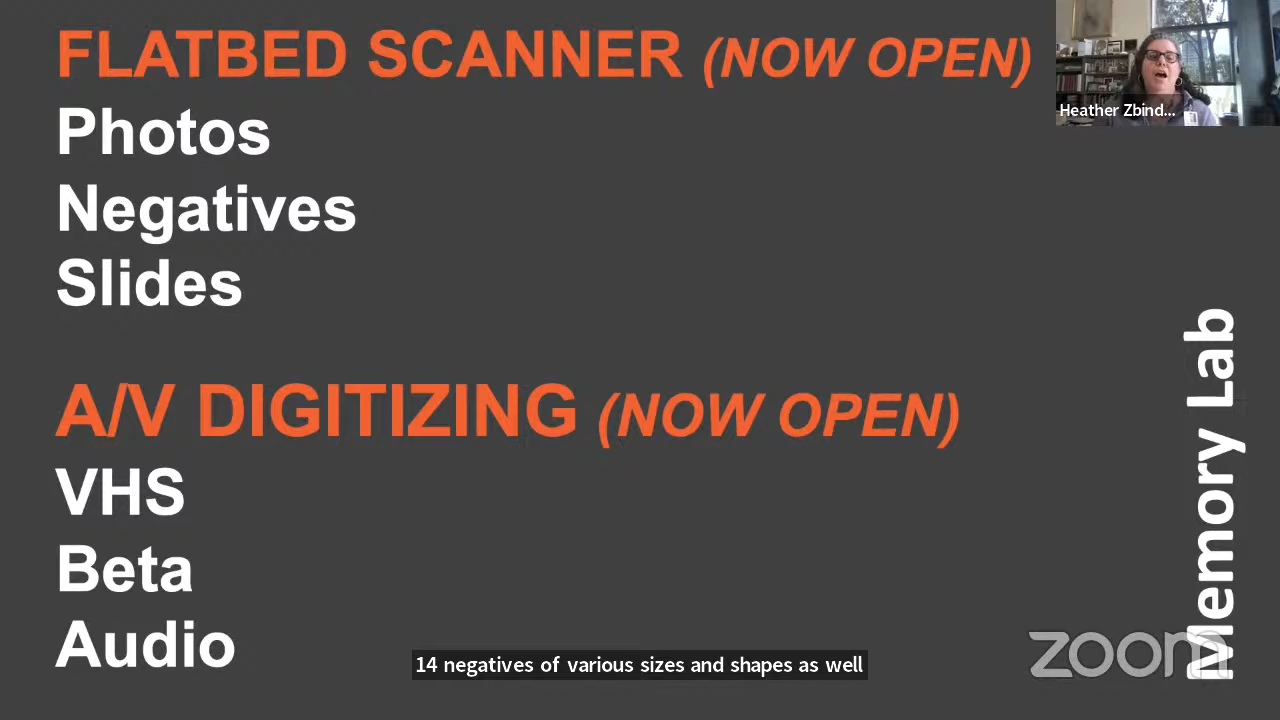 FLATBED SCANNER (NOW OPEN)
Photos
Negatives
Slides
A/V DIGITIZING (NOW OPEN)
VHS
Beta
Audio
Heather Zbind...
Memory Lab
14 negatives of various sizes and shapes as well
zoom